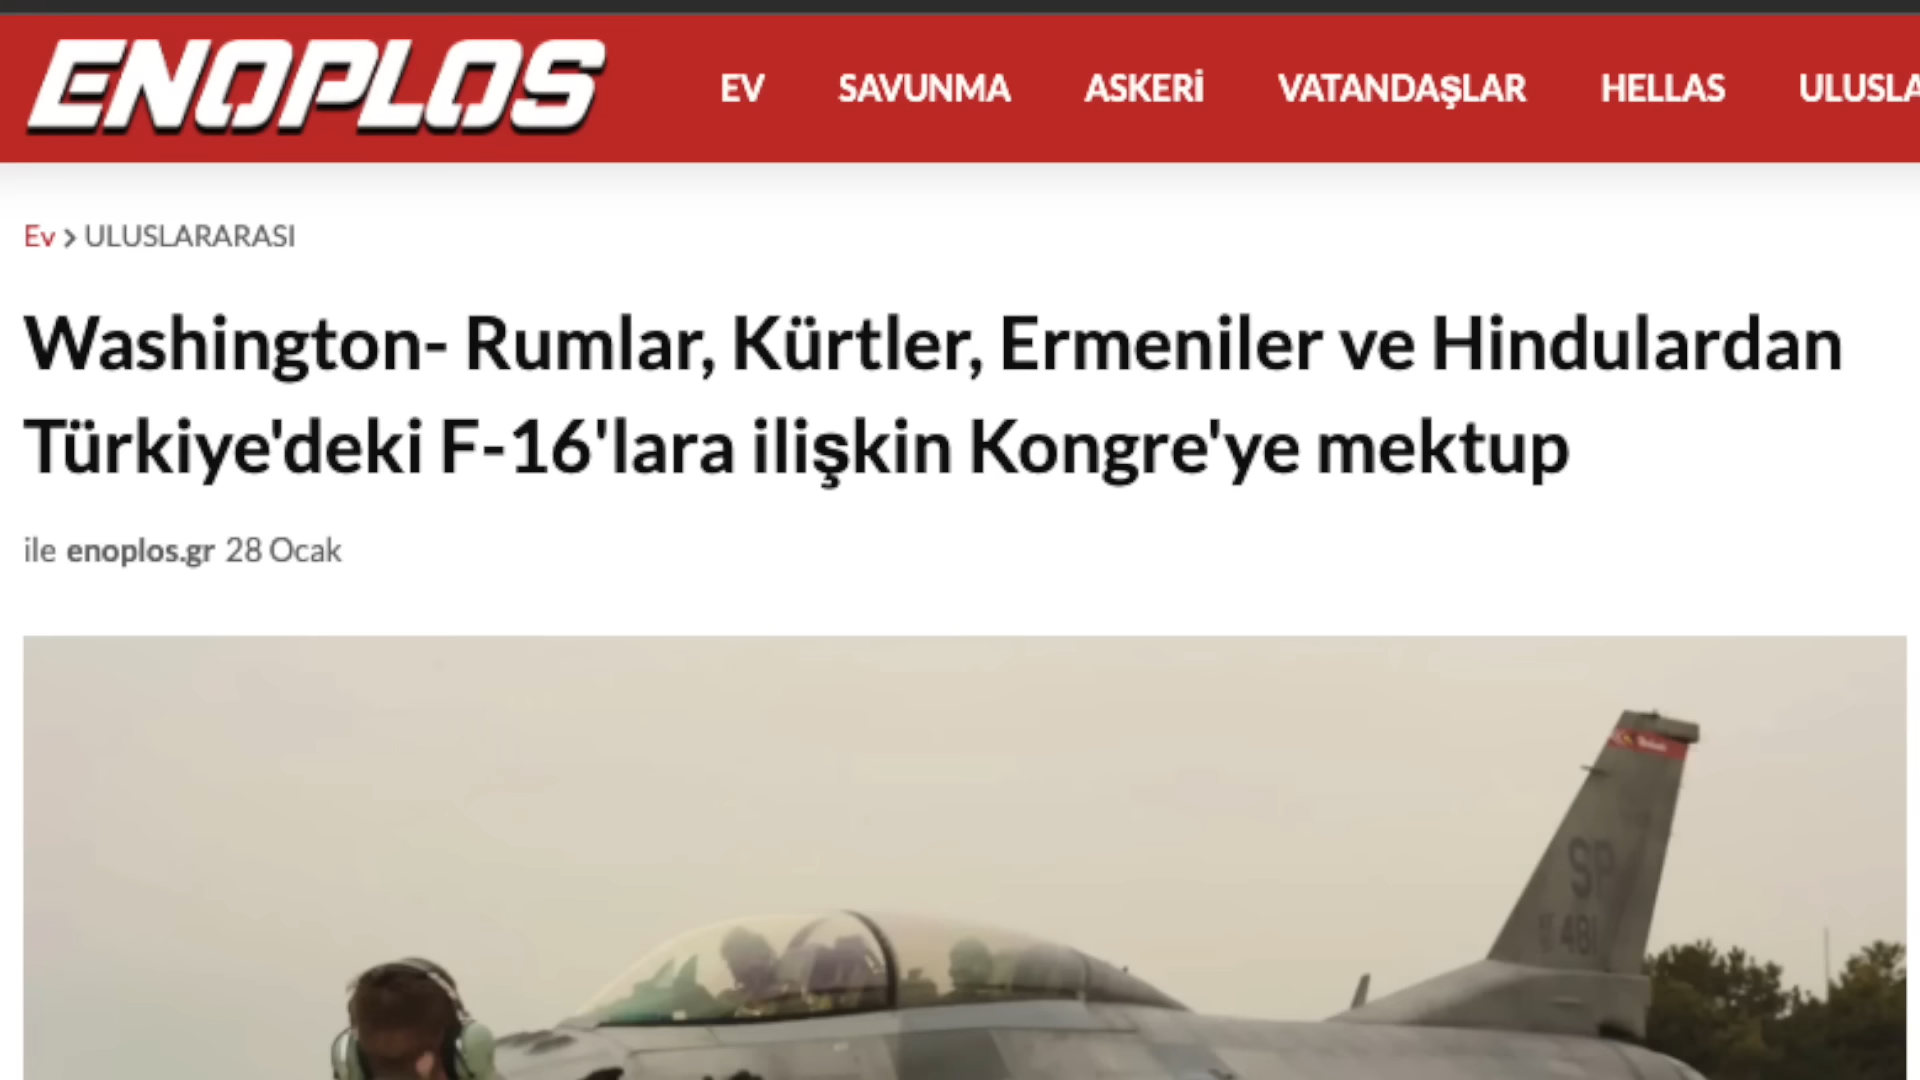 ENOPLOS
EV SAVUNMA ASKERİ VATANDAŞLAR HELLAS ULUSLA
Ev > ULUSLARARASI
Washington- Rumlar, Kürtler, Ermeniler ve Hindulardan
Türkiye'deki F-16'lara ilişkin Kongre'ye mektup
ile enoplos.gr 28 Ocak
SP
481